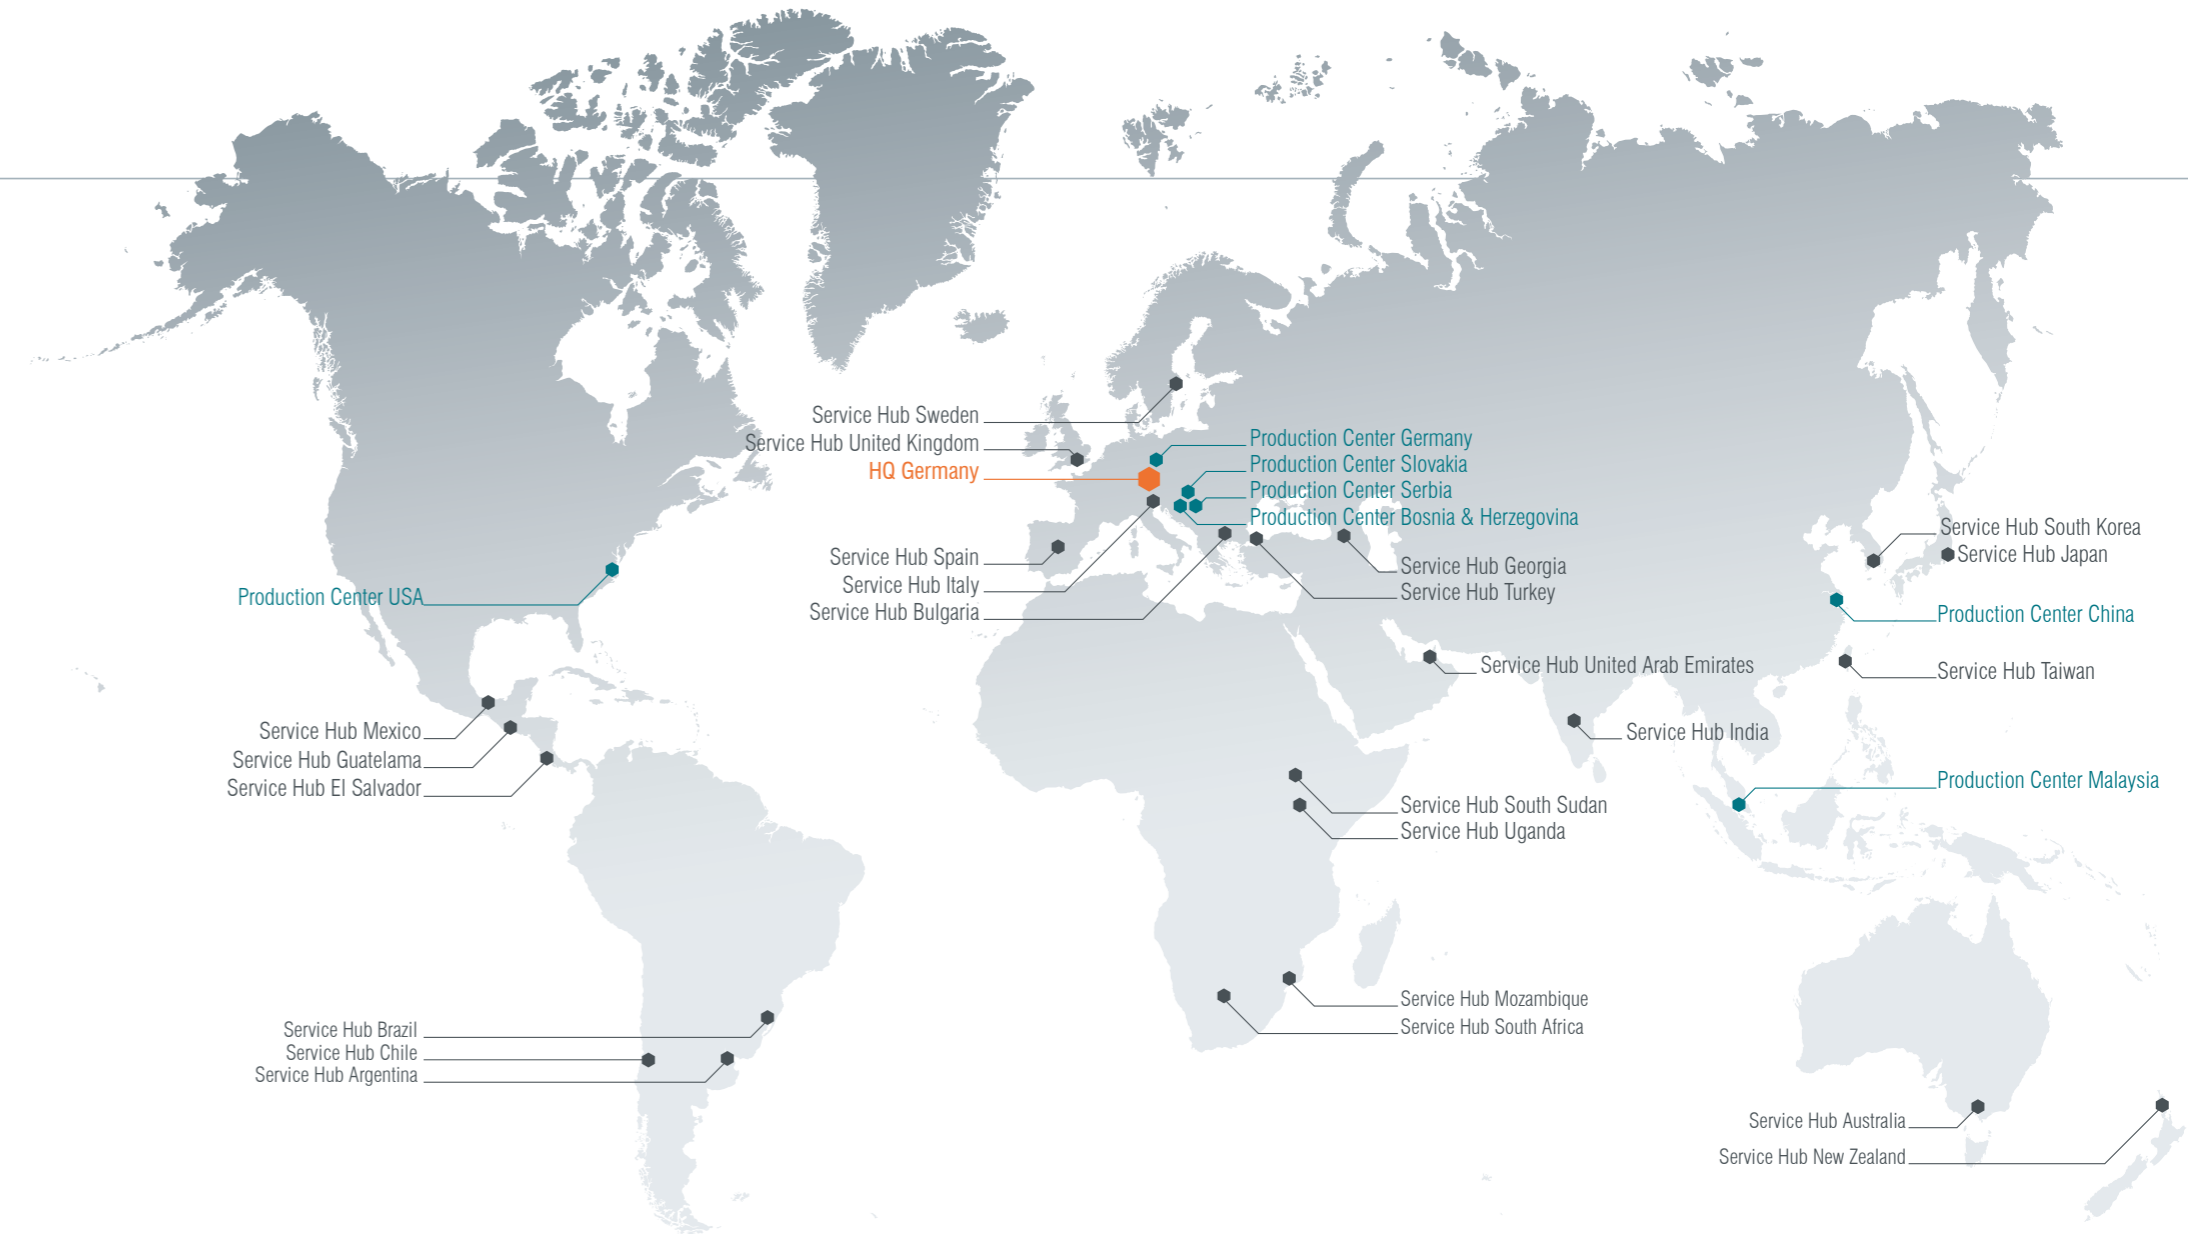 Service Hub Sweden
Service Hub United Kingdom
HQ Germany
Production Center Germany
Production Center Slovakia
Production Center Serbia
Production Center Bosnia & Herzegovina
Service Hub Spain
Service Hub Italy
Service Hub Bulgaria
Service Hub Georgia
Service Hub Turkey
Service Hub South Korea
Service Hub Japan
Production Center China
Service Hub Taiwan
Production Center USA
Service Hub United Arab Emirates
Service Hub India
Service Hub Mexico
Service Hub Guatelama
Service Hub El Salvador
Production Center Malaysia
Service Hub South Sudan
Service Hub Uganda
Service Hub Mozambique
Service Hub South Africa
Service Hub Brazil
Service Hub Chile
Service Hub Argentina
Service Hub Australia
Service Hub New Zealand